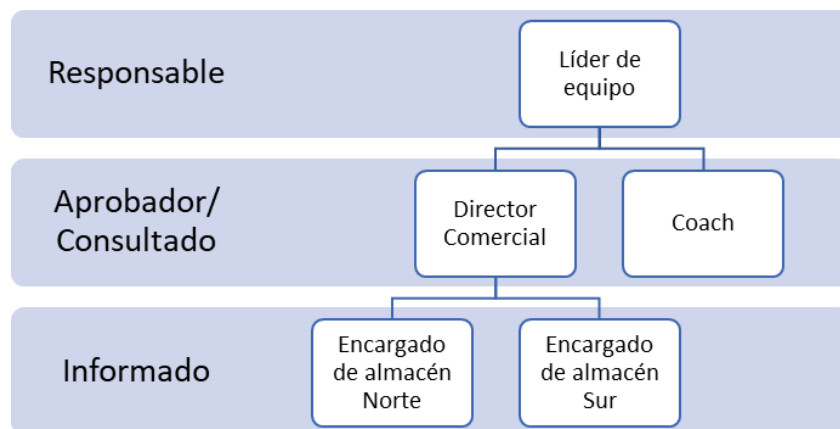 Responsable
Líder de
equipo
Aprobador/
Consultado
Director
Comercial
Coach
Informado
Encargado
de almacén
Norte
Encargado
de almacén
Sur